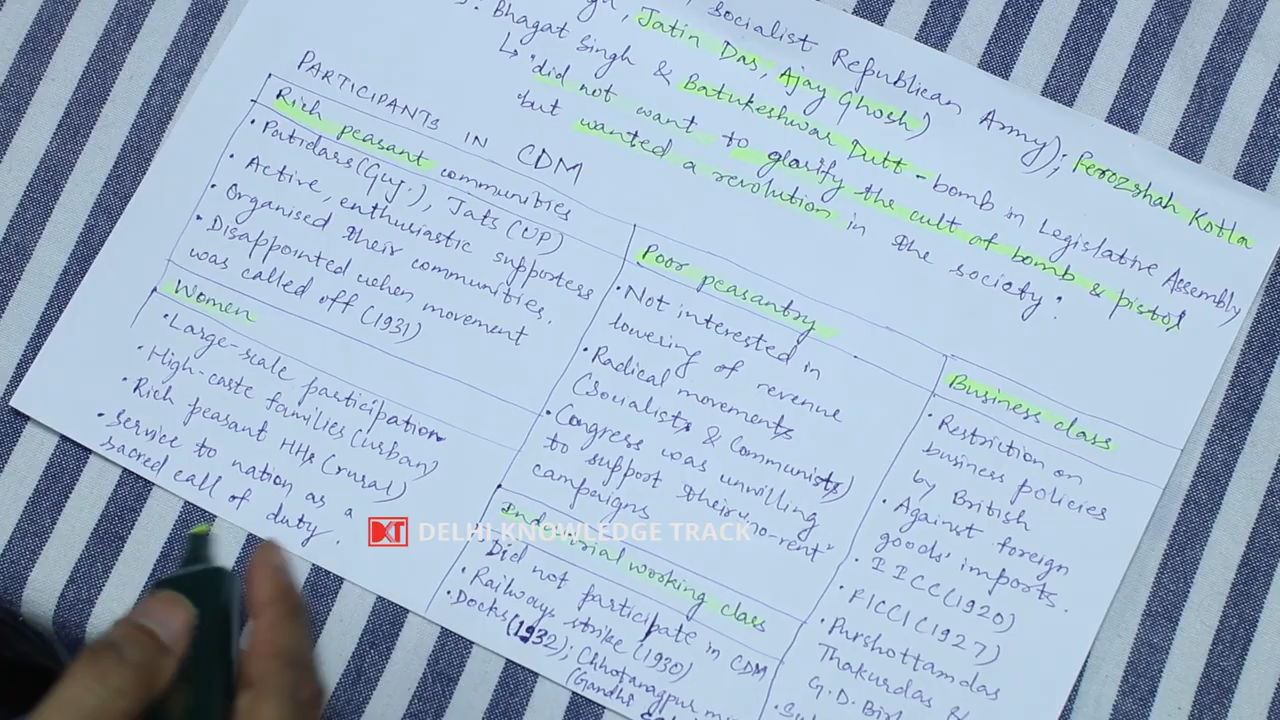 Socialist Republican Army); Ferozshah Kotla
, Jatin Das, Ajay Ghosh)
Bhagat Singh & Batukeshwar Dutt - bomb in Legislative Assembly
↳ "did not want to glorify the cult of bomb & pistol
but wanted a revolution in the society."
PARTICIPANTS IN CDM
Rich peasant communities
• Patidars (Guj.), Jats (UP)
• Active, enthusiastic supporters
• Organised their communities.
• Disappointed when movement
was called off (1931)
Women
• Large-scale participation
• High-caste families (urban)
• Rich peasant HHs (rural)
• Service to nation as a
sacred call of duty.
Poor peasantry
• Not interested in
lowering of revenue
• Radical movements
(Socialists & Communists)
• Congress was unwilling
to support their "no-rent"
campaigns
Industrial working class
• Did not participate in CDM
• Railways strike (1930)
• Docks (1932); Chhotanagpur
(Gandhi
Business class
• Restriction on
business policies
by British
• Against foreign
goods' imports.
• IICC (1920)
• FICCI (1927)
• Purshottamdas
Thakurdas &
G.D.
DKT DELHI KNOWLEDGE TRACK